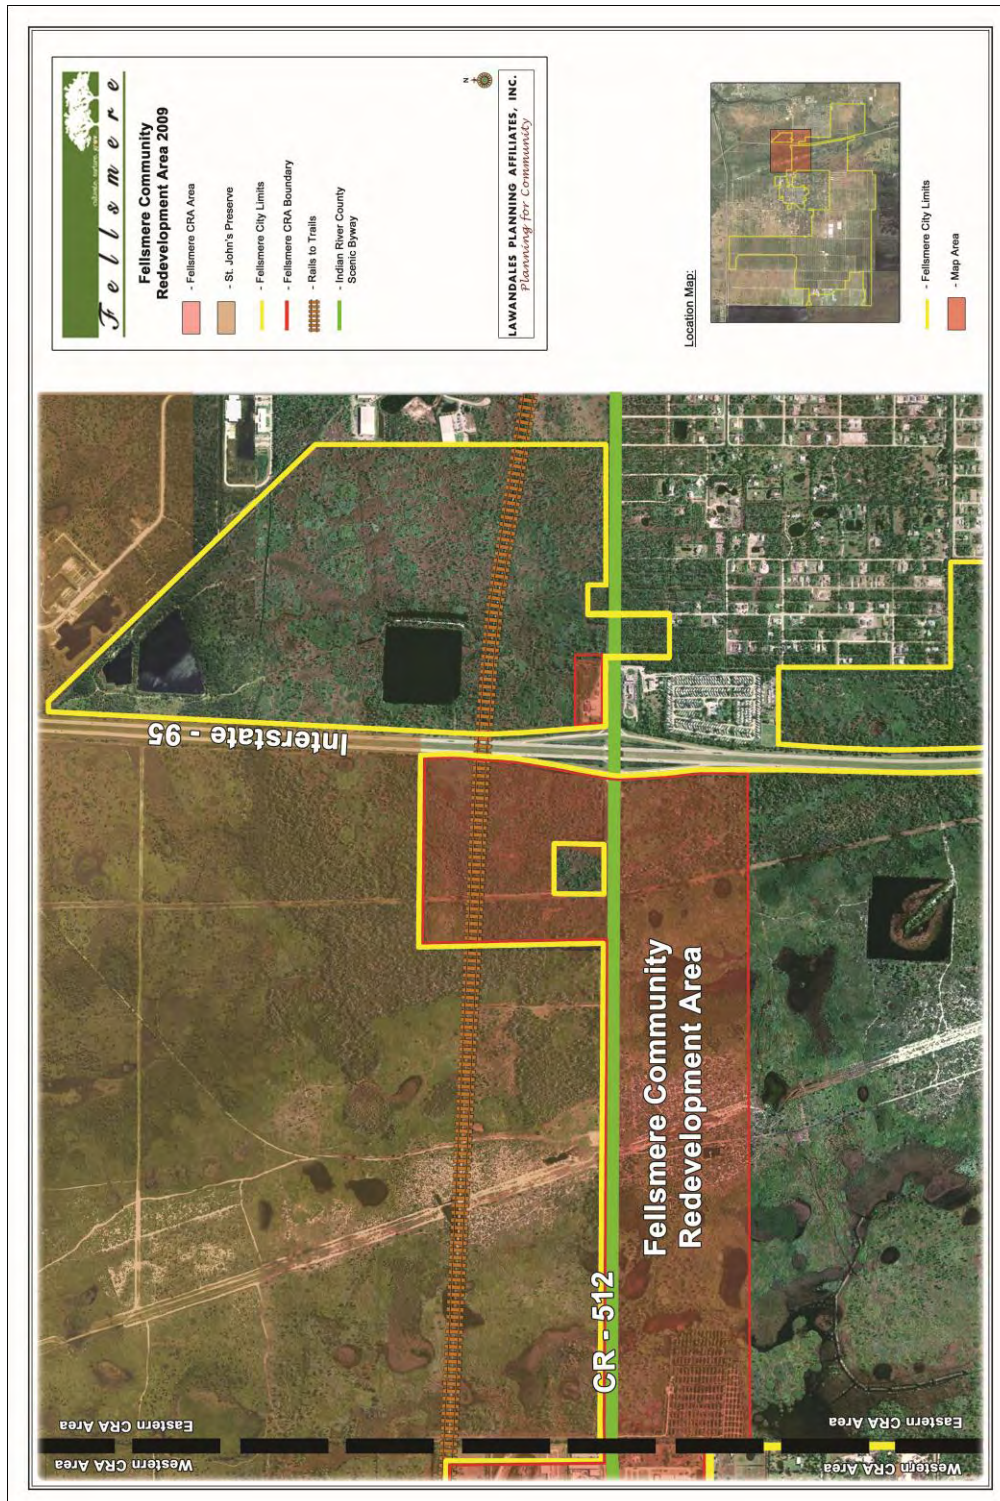 Fellsmere
Fellsmere Community
Redevelopment Area 2009
- Fellsmere CRA Area
- St. John's Preserve
- Fellsmere City Limits
- Fellsmere CRA Boundary
- Rails to Trails
- Indian River County
Scenic Byway
N
LAWANDALES PLANNING AFFILIATES, INC.
Planning for Community
Location Map:
- Fellsmere City Limits
- Map Area
Interstate - 95
CR - 512
Fellsmere Community
Redevelopment Area
Eastern CRA Area
Western CRA Area
Eastern CRA Area
Western CRA Area